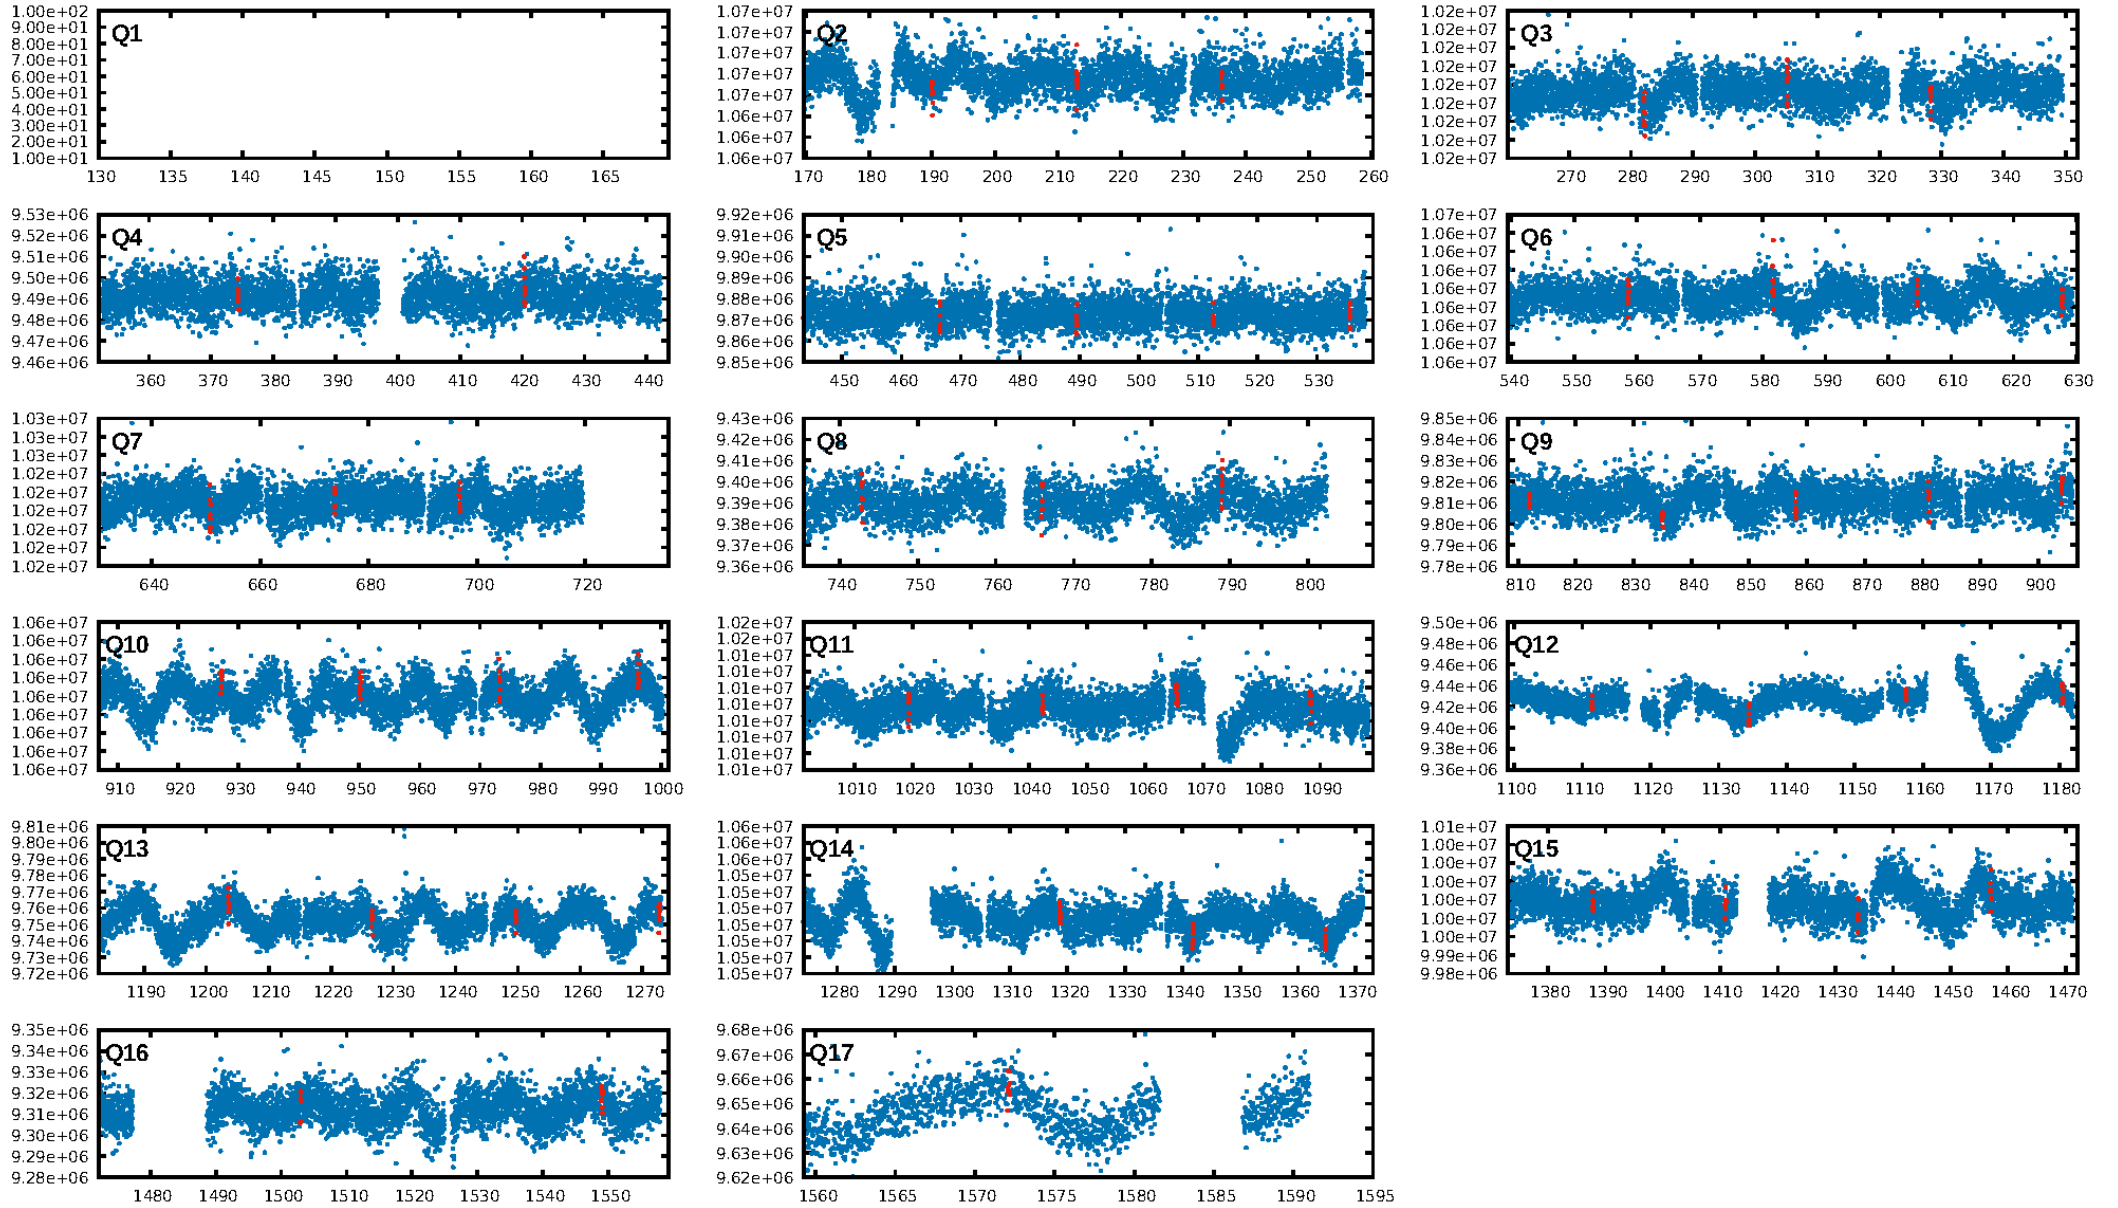 Q1
1.00e+02
9.00e+01
8.00e+01
7.00e+01
6.00e+01
5.00e+01
4.00e+01
3.00e+01
2.00e+01
1.00e+01
130 135 140 145 150 155 160 165
Q2
1.07e+07
1.07e+07
1.07e+07
1.07e+07
1.07e+07
1.06e+07
1.06e+07
1.06e+07
170 180 190 200 210 220 230 240 250 260
Q3
1.02e+07
1.02e+07
1.02e+07
1.02e+07
1.02e+07
1.02e+07
1.02e+07
1.02e+07
1.02e+07
270 280 290 300 310 320 330 340 350
Q4
9.53e+06
9.52e+06
9.51e+06
9.50e+06
9.49e+06
9.48e+06
9.47e+06
9.46e+06
360 370 380 390 400 410 420 430 440
Q5
9.92e+06
9.91e+06
9.90e+06
9.89e+06
9.88e+06
9.87e+06
9.86e+06
9.85e+06
450 460 470 480 490 500 510 520 530
Q6
1.07e+07
1.07e+07
1.06e+07
1.06e+07
1.06e+07
1.06e+07
1.06e+07
1.06e+07
1.06e+07
540 550 560 570 580 590 600 610 620 630
Q7
1.03e+07
1.03e+07
1.03e+07
1.02e+07
1.02e+07
1.02e+07
1.02e+07
1.02e+07
1.02e+07
640 660 680 700 720
Q8
9.43e+06
9.42e+06
9.41e+06
9.40e+06
9.39e+06
9.38e+06
9.37e+06
9.36e+06
740 750 760 770 780 790 800
Q9
9.85e+06
9.84e+06
9.83e+06
9.82e+06
9.81e+06
9.80e+06
9.79e+06
9.78e+06
810 820 830 840 850 860 870 880 890 900
Q10
1.06e+07
1.06e+07
1.06e+07
1.06e+07
1.06e+07
1.06e+07
1.06e+07
1.06e+07
1.06e+07
910 920 930 940 950 960 970 980 990 1000
Q11
1.02e+07
1.02e+07
1.01e+07
1.01e+07
1.01e+07
1.01e+07
1.01e+07
1.01e+07
1.01e+07
1.01e+07
1010 1020 1030 1040 1050 1060 1070 1080 1090
Q12
9.50e+06
9.48e+06
9.46e+06
9.44e+06
9.42e+06
9.40e+06
9.38e+06
9.36e+06
1100 1110 1120 1130 1140 1150 1160 1170 1180
Q13
9.81e+06
9.80e+06
9.79e+06
9.78e+06
9.77e+06
9.76e+06
9.75e+06
9.74e+06
9.73e+06
9.72e+06
1190 1200 1210 1220 1230 1240 1250 1260 1270
Q14
1.06e+07
1.06e+07
1.06e+07
1.05e+07
1.05e+07
1.05e+07
1.05e+07
1.05e+07
1.05e+07
1.05e+07
1280 1290 1300 1310 1320 1330 1340 1350 1360 1370
Q15
1.01e+07
1.00e+07
1.00e+07
1.00e+07
1.00e+07
1.00e+07
1.00e+07
9.99e+06
9.98e+06
1380 1390 1400 1410 1420 1430 1440 1450 1460 1470
Q16
9.35e+06
9.34e+06
9.33e+06
9.32e+06
9.31e+06
9.30e+06
9.29e+06
9.28e+06
1480 1490 1500 1510 1520 1530 1540 1550
Q17
9.68e+06
9.67e+06
9.66e+06
9.65e+06
9.64e+06
9.63e+06
9.62e+06
1560 1565 1570 1575 1580 1585 1590 1595